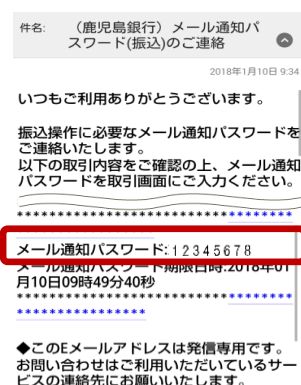 件名: （鹿児島銀行）メール通知パ
スワード(振込)のご連絡
2018年1月10日 9:34
いつもご利用ありがとうございます。
振込操作に必要なメール通知パスワードを
ご連絡いたします。
以下の取引内容をご確認の上、メール通知
パスワードを取引画面にご入力ください。
************************************
メール通知パスワード:12345678
メール通知パスワード期限日時:2018年01
月10日09時49分40秒
************************************
****************
◆このEメールアドレスは発信専用です。
お問い合わせはご利用いただいているサー
ビスの連絡先にお願いいたします。